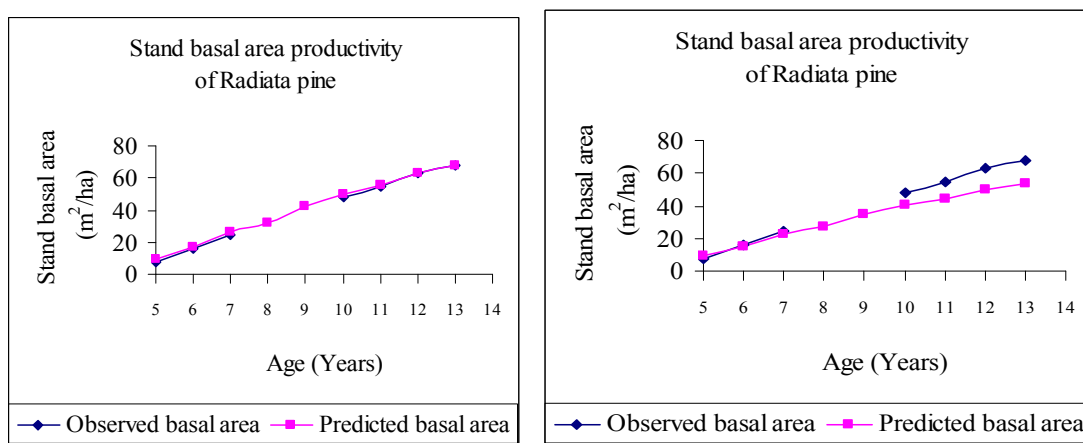 Stand basal area productivity
of Radiata pine
Stand basal area
(m²/ha)
80
60
40
20
0
5 6 7 8 9 10 11 12 13 14
Age (Years)
Observed basal area Predicted basal area
Stand basal area productivity
of Radiata pine
Stand basal area
(m²/ha)
80
60
40
20
0
5 6 7 8 9 10 11 12 13 14
Age (Years)
Observed basal area Predicted basal area